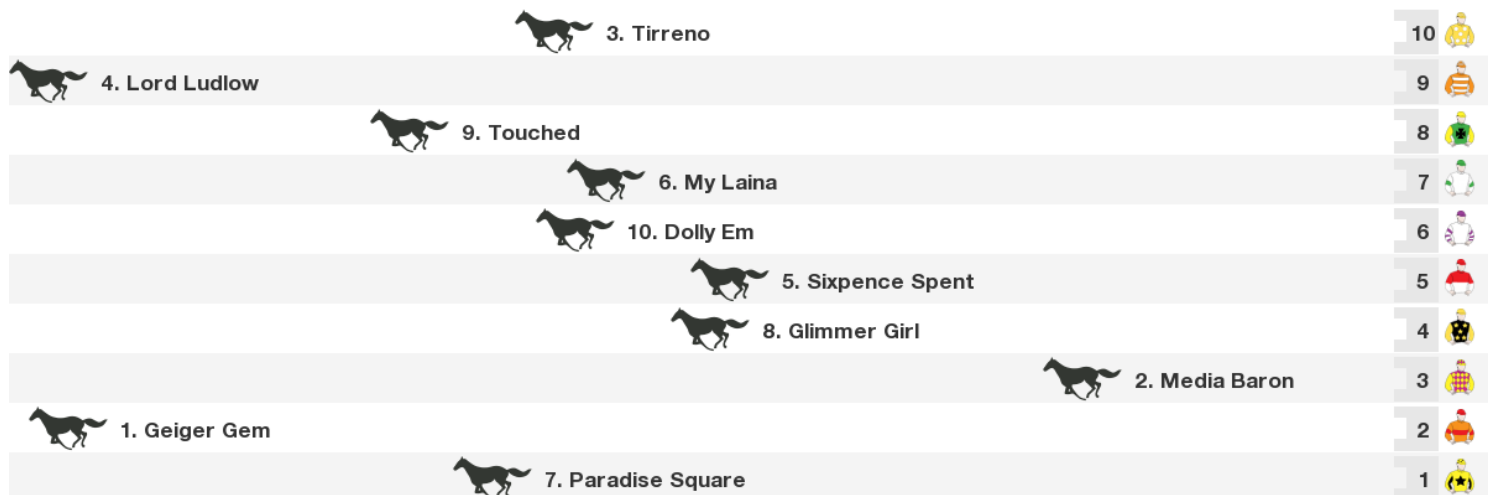 3. Tirreno 10
4. Lord Ludlow 9
9. Touched 8
6. My Laina 7
10. Dolly Em 6
5. Sixpence Spent 5
8. Glimmer Girl 4
2. Media Baron 3
1. Geiger Gem 2
7. Paradise Square 1